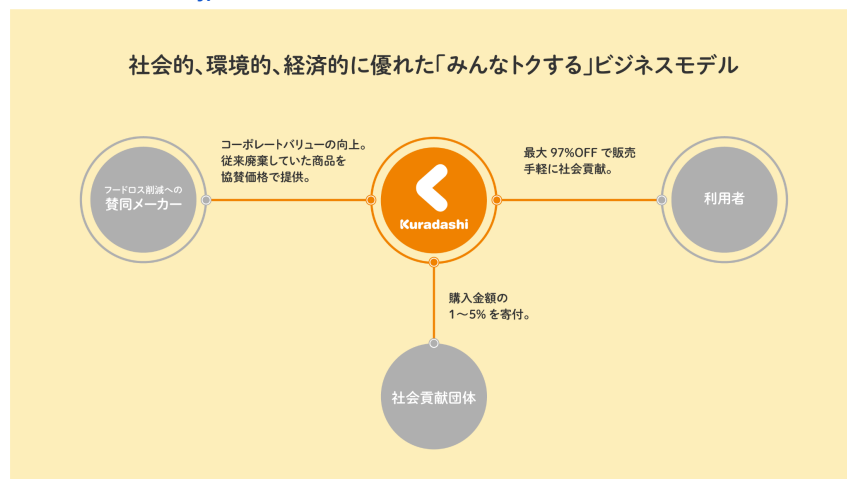 社会的、環境的、経済的に優れた「みんなトクする」ビジネスモデル
コーポレートバリューの向上。
従来廃棄していた商品を
協賛価格で提供。
最大 97%OFF で販売
手軽に社会貢献。
フードロス削減への
賛同メーカー
Kuradashi
利用者
購入金額の
1〜5% を寄付。
社会貢献団体